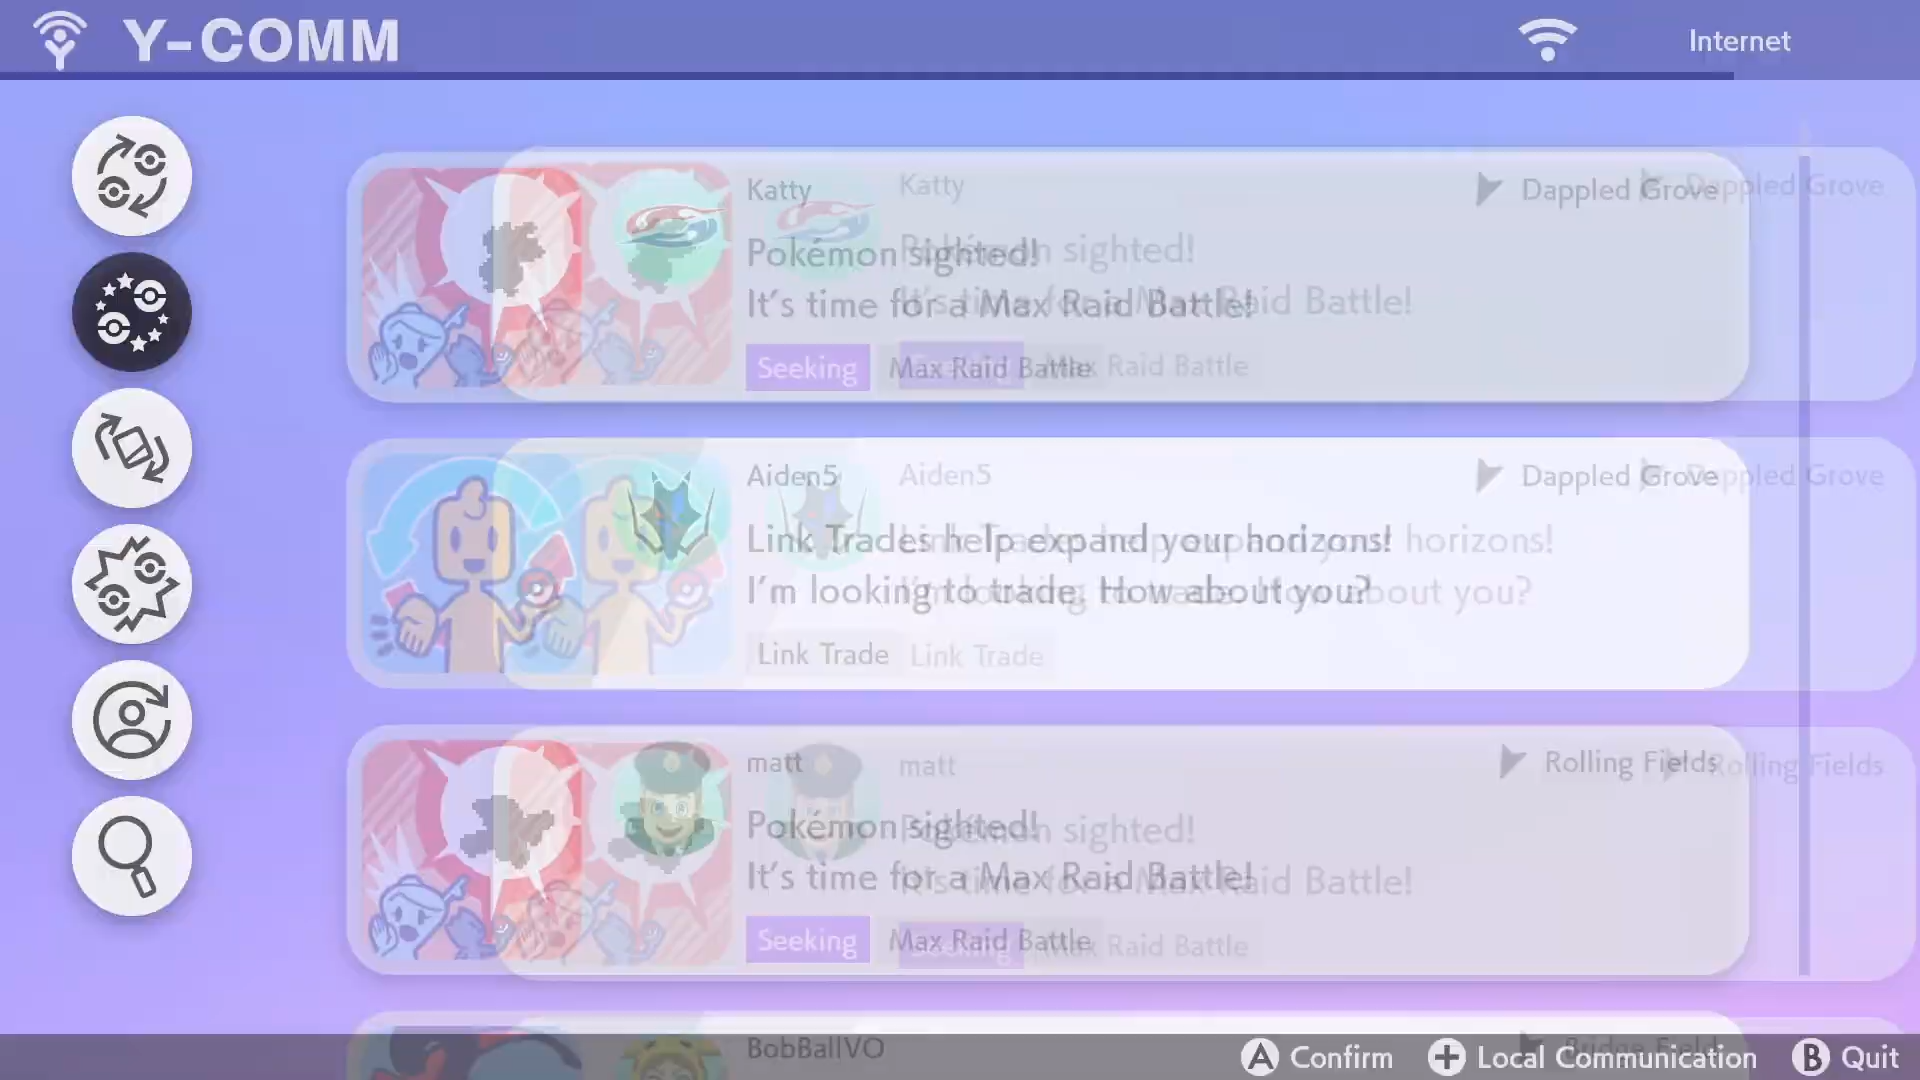 Y-COMM
Internet
Katty
Dappled Grove
Pokémon sighted!
It's time for a Max Raid Battle!
Seeking
Max Raid Battle
Aiden5
Dappled Grove
Link Trades help expand your horizons!
I'm looking to trade. How about you?
Link Trade
matt
Rolling Fields
Pokémon sighted!
It's time for a Max Raid Battle!
Seeking
Max Raid Battle
BobBallVO
Bridge Field
A Confirm
+ Local Communication
B Quit